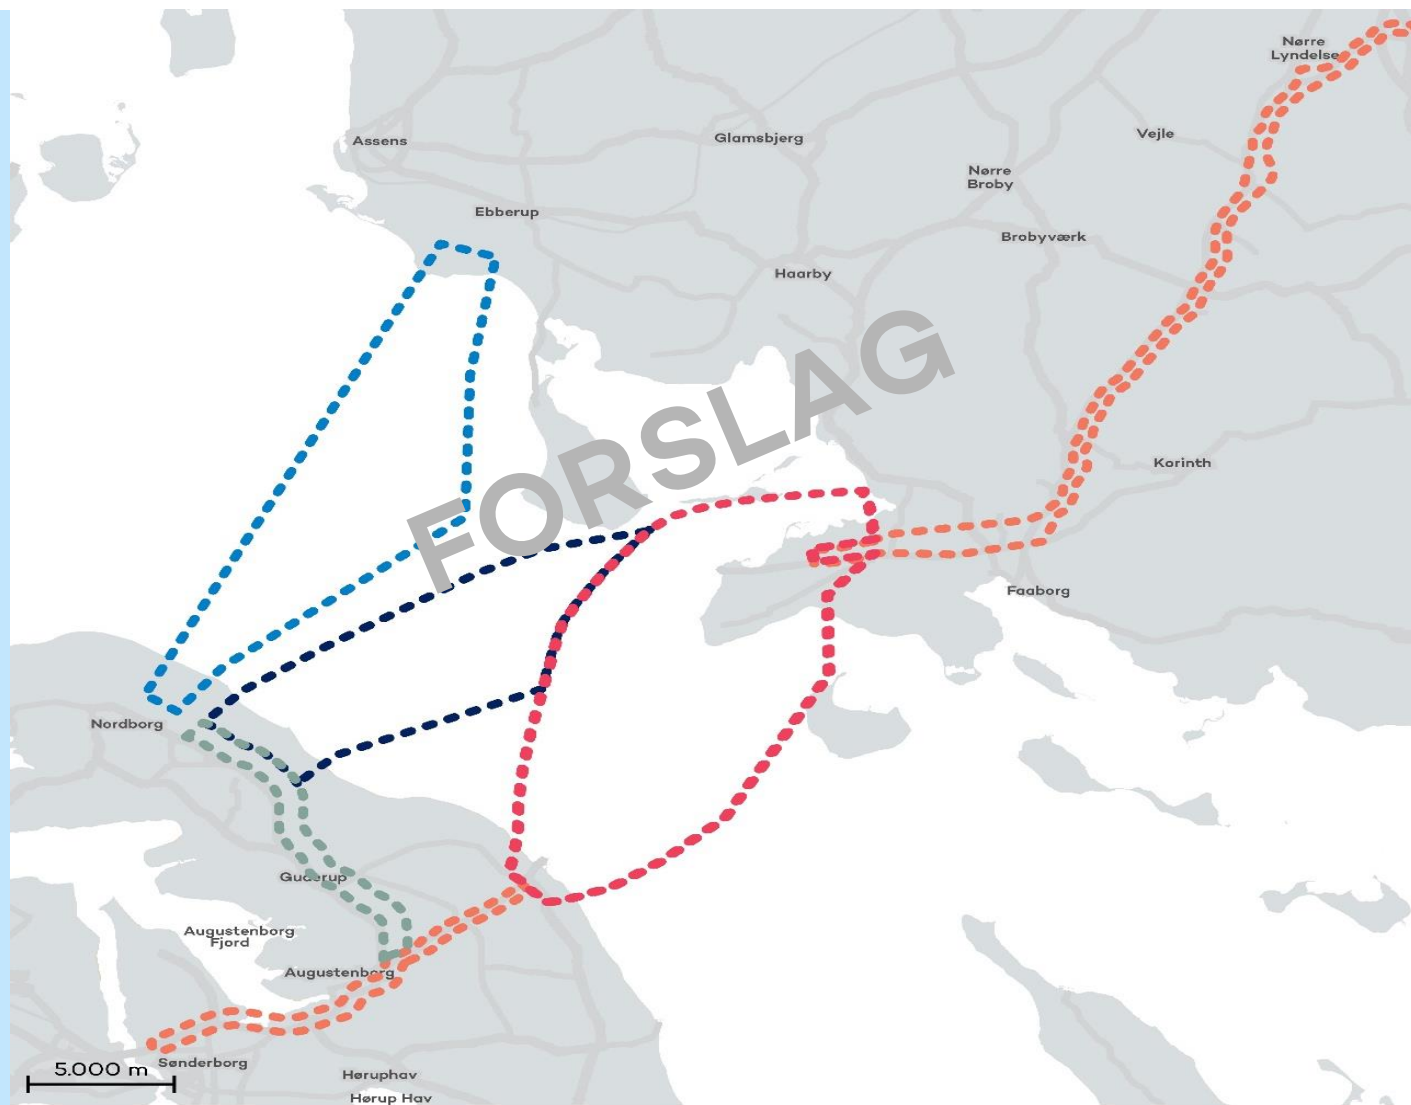 Nørre
Lyndelse
Assens
Glamsbjerg
Vejle
Nørre
Broby
Ebberup
Brobyværk
Haarby
FORSLAG
Korinth
Faaborg
Nordborg
Guderup
Augustenborg
Fjord
Augustenborg
Sønderborg
5.000 m
Høruphav
Hørup Hav